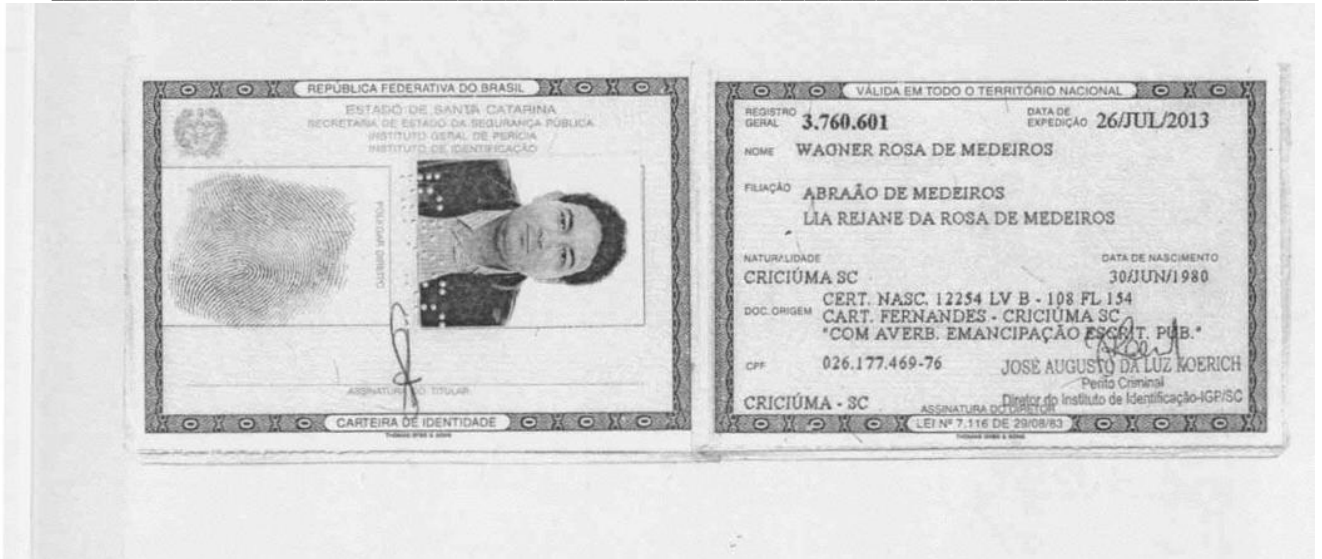 REPÚBLICA FEDERATIVA DO BRASIL
ESTADO DE SANTA CATARINA
SECRETARIA DE ESTADO DA SEGURANÇA PÚBLICA
INSTITUTO GERAL DE PERÍCIA
INSTITUTO DE IDENTIFICAÇÃO
POLEGAR DIREITO
ASSINATURA DO TITULAR
CARTEIRA DE IDENTIDADE
VÁLIDA EM TODO O TERRITÓRIO NACIONAL
REGISTRO GERAL 3.760.601 DATA DE EXPEDIÇÃO 26/JUL/2013
NOME WAGNER ROSA DE MEDEIROS
FILIAÇÃO ABRAÃO DE MEDEIROS
LIA REJANE DA ROSA DE MEDEIROS
NATURALIDADE DATA DE NASCIMENTO
CRICIÚMA SC 30/JUN/1980
DOC. ORIGEM CERT. NASC. 12254 LV B - 108 FL 154
CART. FERNANDES - CRICIÚMA SC
"COM AVERB. EMANCIPAÇÃO ESCRIT. PÚB."
CPF 026.177.469-76 JOSÉ AUGUSTO DA LUZ KOERICH
Perito Criminal
CRICIÚMA - SC Diretor do Instituto de Identificação-IGP/SC
ASSINATURA DO DIRETOR
LEI Nº 7.116 DE 29/08/83